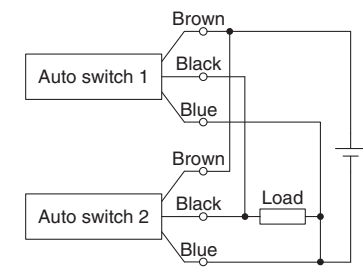 Brown
Auto switch 1
Black
Blue
Brown
Auto switch 2
Black
Load
Blue